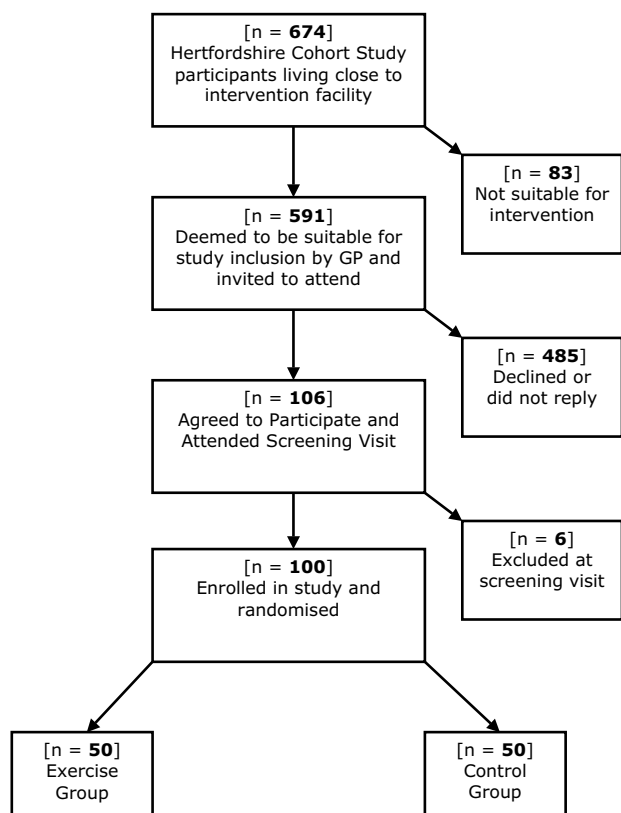 [n = 674]
Hertfordshire Cohort Study
participants living close to
intervention facility
[n = 83]
Not suitable for
intervention
[n = 591]
Deemed to be suitable for
study inclusion by GP and
invited to attend
[n = 485]
Declined or
did not reply
[n = 106]
Agreed to Participate and
Attended Screening Visit
[n = 6]
Excluded at
screening visit
[n = 100]
Enrolled in study and
randomised
[n = 50]
Exercise
Group
[n = 50]
Control
Group